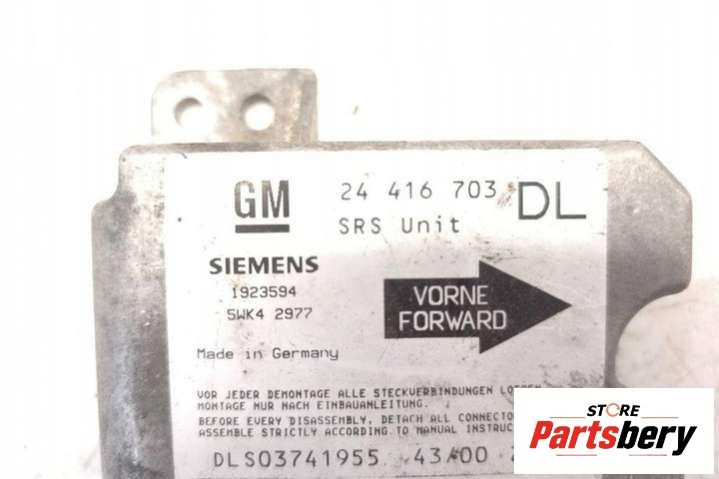 GM
24 416 703 DL
SRS Unit
SIEMENS
1923594
5WK4 2977
VORNE
FORWARD
Made in Germany
VOR JEDER DEMONTAGE ALLE STECKVERBINDUNGEN
MONTAGE NUR NACH EINBAUANLEITUNG.
BEFORE EVERY DISASSEMBLY, DETACH ALL
ASSEMBLE STRICTLY ACCORDING TO MANUAL
DLS03741955 43400
STORE
Partsbery